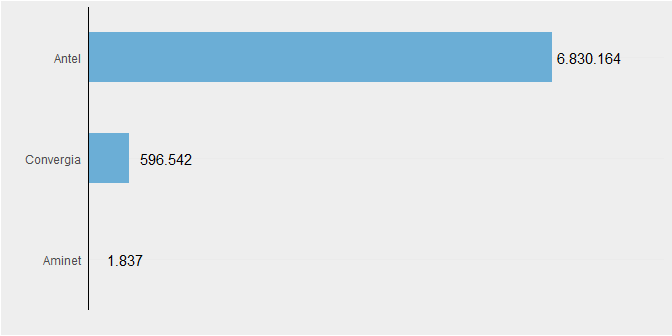 Antel 6.830.164
Convergia 596.542
Aminet 1.837